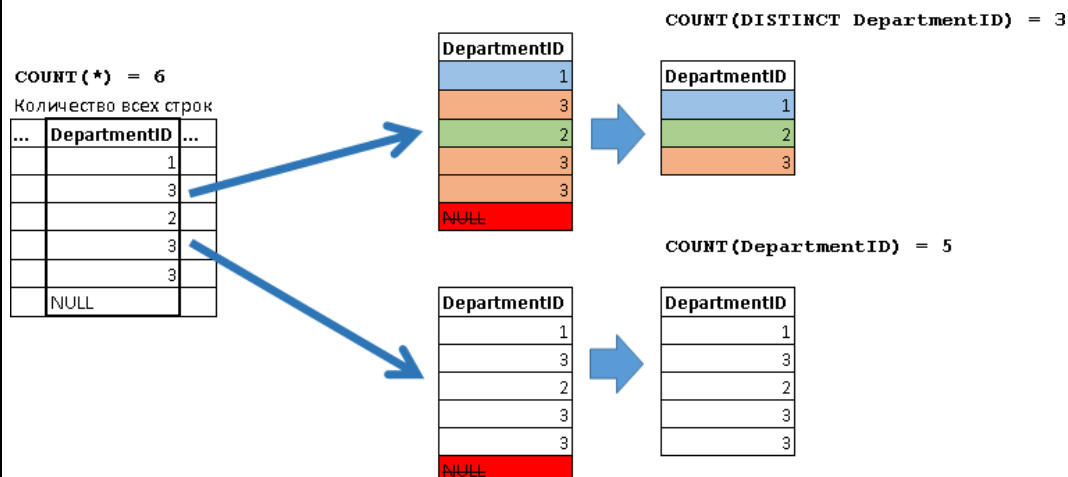 COUNT(*) = 6
Количество всех строк
... DepartmentID ...
1
3
2
3
3
NULL
DepartmentID
1
3
2
3
3
NULL
COUNT(DISTINCT DepartmentID) = 3
DepartmentID
1
2
3
DepartmentID
1
3
2
3
3
NULL
COUNT(DepartmentID) = 5
DepartmentID
1
3
2
3
3